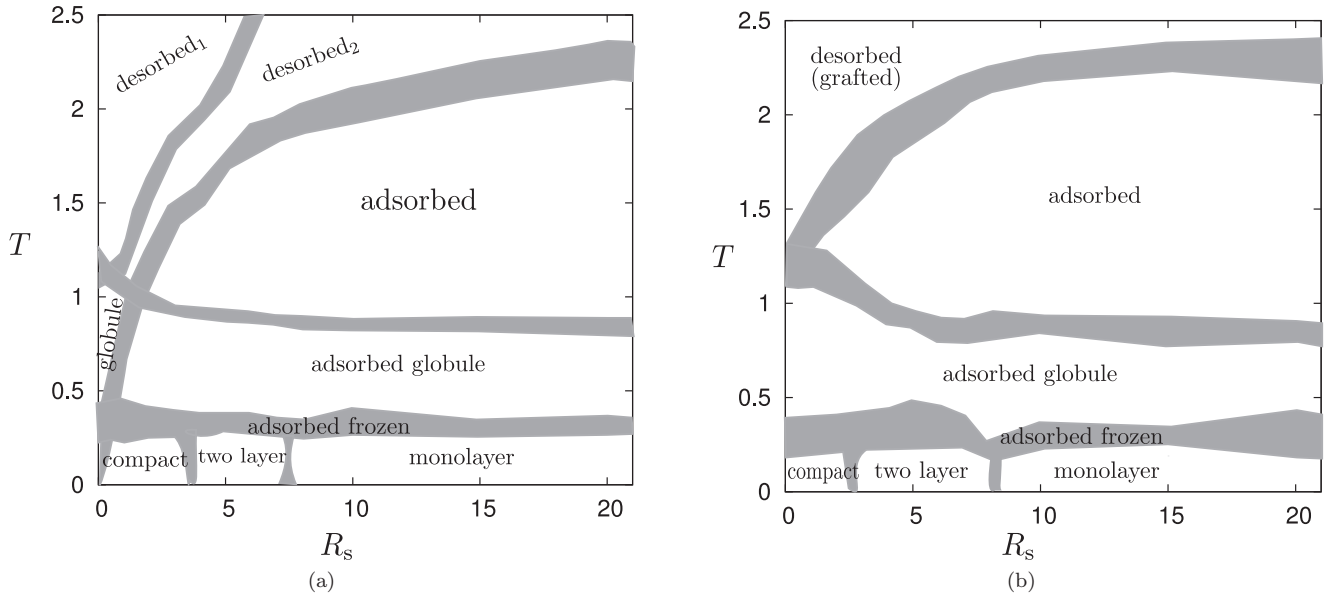 2.5
2
1.5
1
0.5
0
T
desorbed₁
desorbed₂
adsorbed
globule
adsorbed globule
adsorbed frozen
compact
two layer
monolayer
0
5
10
15
20
Rₛ
(a)
2.5
2
1.5
1
0.5
0
T
desorbed
(grafted)
adsorbed
adsorbed globule
adsorbed frozen
compact
two layer
monolayer
0
5
10
15
20
Rₛ
(b)